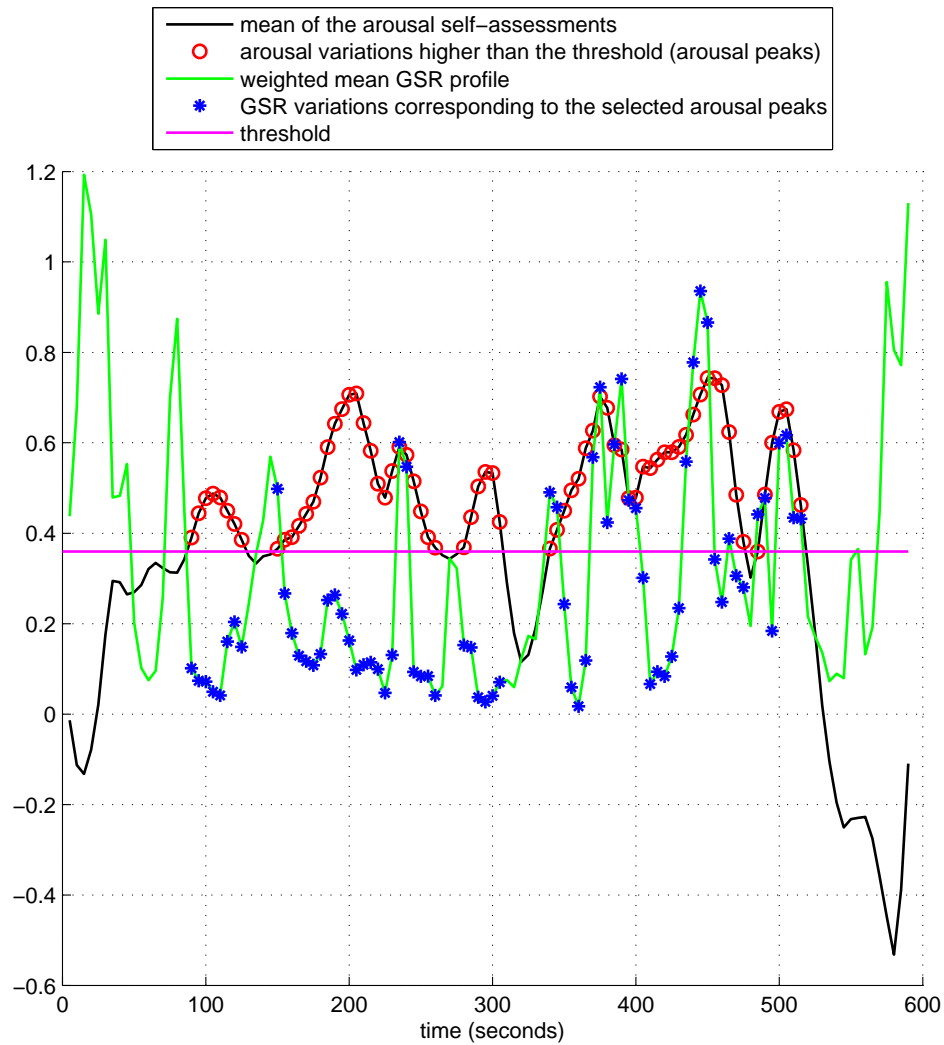 mean of the arousal self−assessments
arousal variations higher than the threshold (arousal peaks)
weighted mean GSR profile
GSR variations corresponding to the selected arousal peaks
threshold
1.2
1
0.8
0.6
0.4
0.2
0
−0.2
−0.4
−0.6
0 100 200 300 400 500 600
time (seconds)